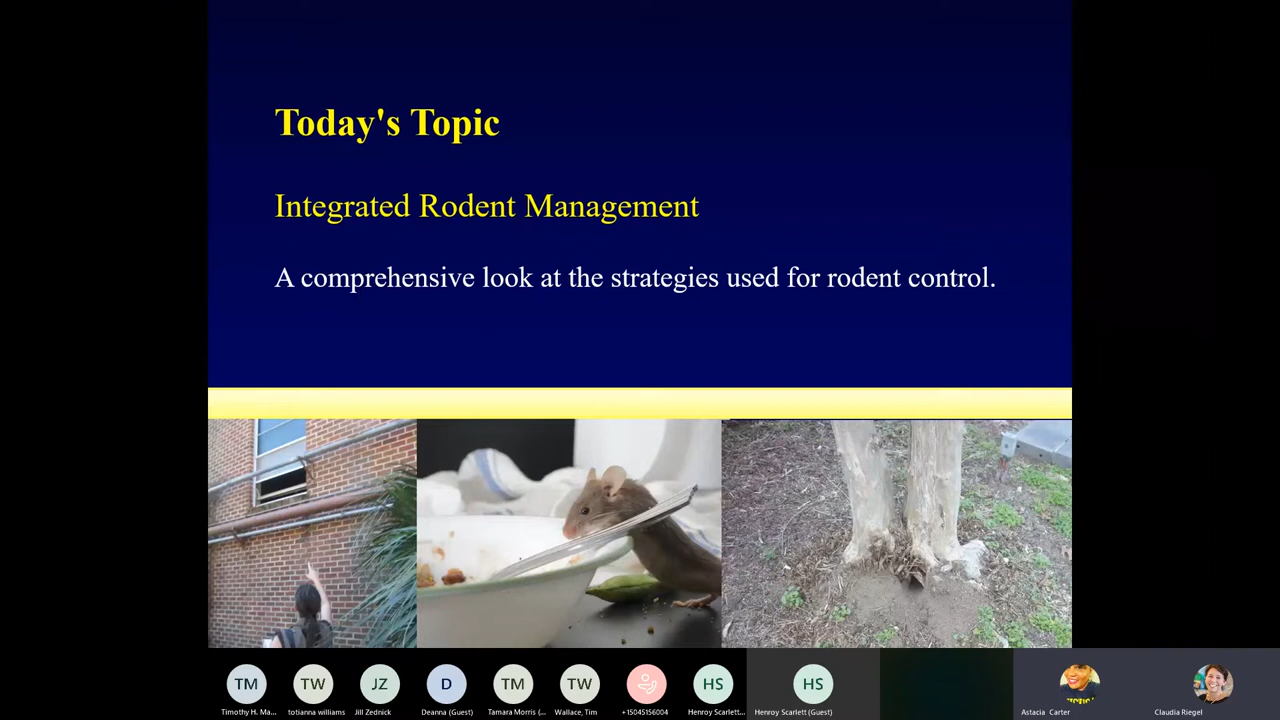 Today's Topic
Integrated Rodent Management
A comprehensive look at the strategies used for rodent control.
TM
TW
JZ
D
TM
TW
HS
HS
Timothy H. Ma...
totianna williams
Jill Zednick
Deanna (Guest)
Tamara Morris (...
Wallace, Tim
+15045156004
Henroy Scarlett...
Henroy Scarlett (Guest)
Astacia Carter
Claudia Riegel